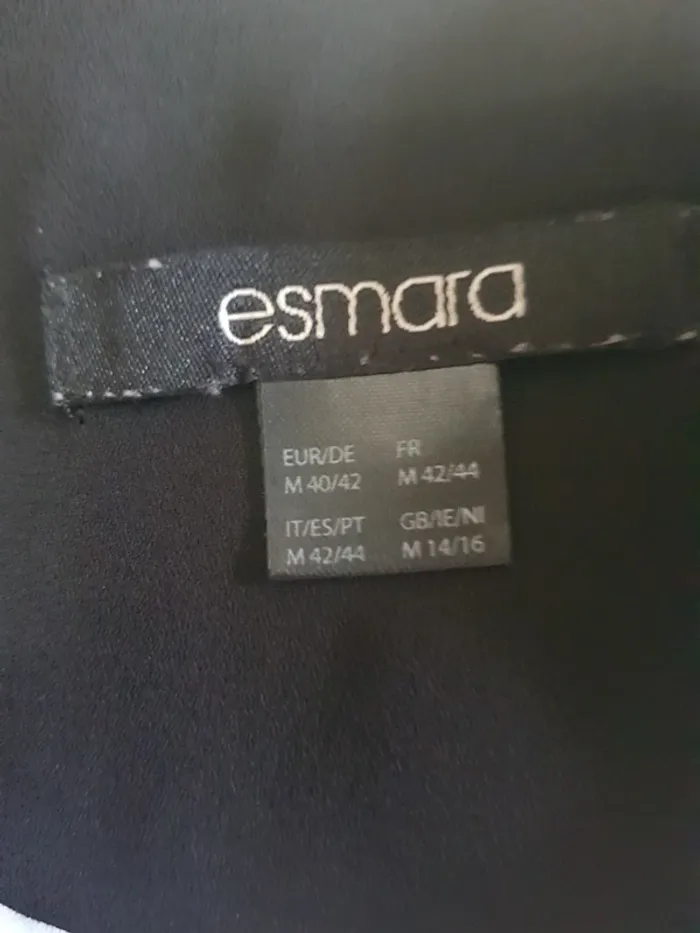 esmara
EUR/DE FR
M 40/42 M 42/44
IT/ES/PT GB/IE/NI
M 42/44 M 14/16